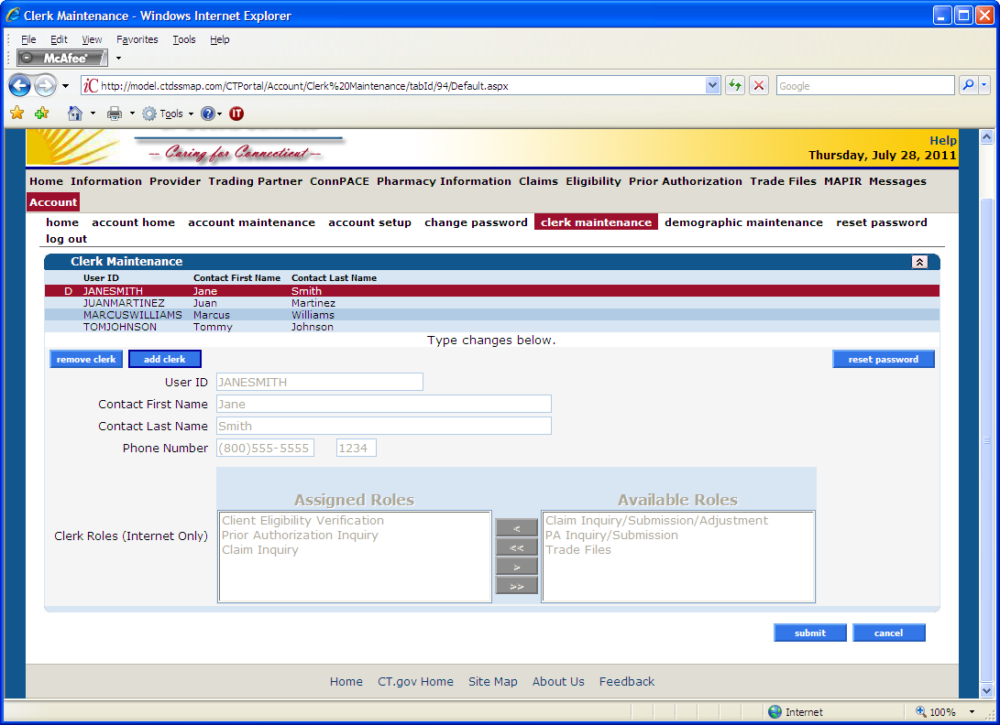 Clerk Maintenance - Windows Internet Explorer
File Edit View Favorites Tools Help
McAfee
http://model.ctdssmap.com/CTPortal/Account/Clerk%20Maintenance/tabId/94/Default.aspx
Google
Tools
IT
-- Caring for Connecticut --
Help
Thursday, July 28, 2011
Home Information Provider Trading Partner ConnPACE Pharmacy Information Claims Eligibility Prior Authorization Trade Files MAPIR Messages
Account
home account home account maintenance account setup change password clerk maintenance demographic maintenance reset password
log out
Clerk Maintenance
User ID Contact First Name Contact Last Name
D JANESMITH Jane Smith
JUANMARTINEZ Juan Martinez
MARCUSWILLIAMS Marcus Williams
TOMJOHNSON Tommy Johnson
Type changes below.
remove clerk add clerk reset password
User ID JANESMITH
Contact First Name Jane
Contact Last Name Smith
Phone Number (800)555-5555 1234
Assigned Roles Available Roles
Client Eligibility Verification Claim Inquiry/Submission/Adjustment
Prior Authorization Inquiry PA Inquiry/Submission
Claim Inquiry Trade Files
Clerk Roles (Internet Only)
<
<<
>
>>
submit cancel
Home CT.gov Home Site Map About Us Feedback
Internet 100%